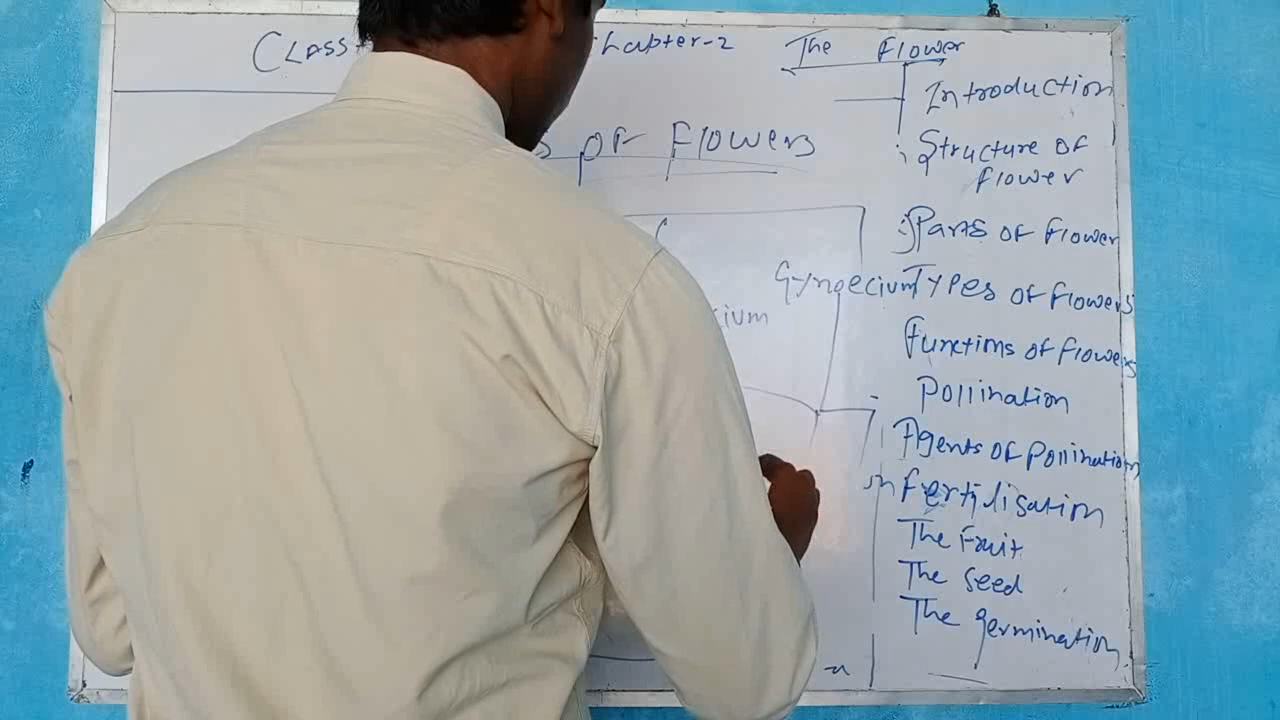 CLASS
Chapter-2
The Flower
Introduction
s of Flowers
Structure of
flower
Parts of flower
Gynoecium
Types of flowers
cium
functions of flowers
Pollination
Agents of pollination
in
fertilisation
The Fruit
The seed
The germination